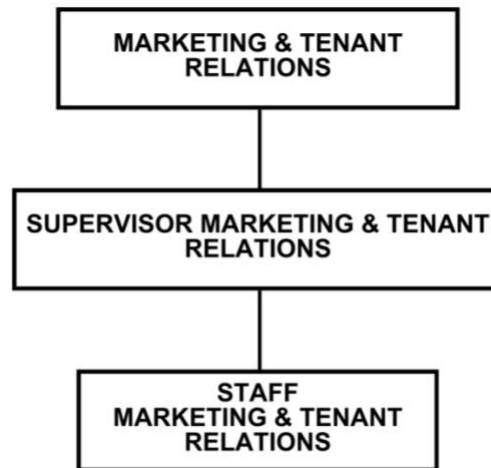 MARKETING & TENANT
RELATIONS
SUPERVISOR MARKETING & TENANT
RELATIONS
STAFF
MARKETING & TENANT
RELATIONS